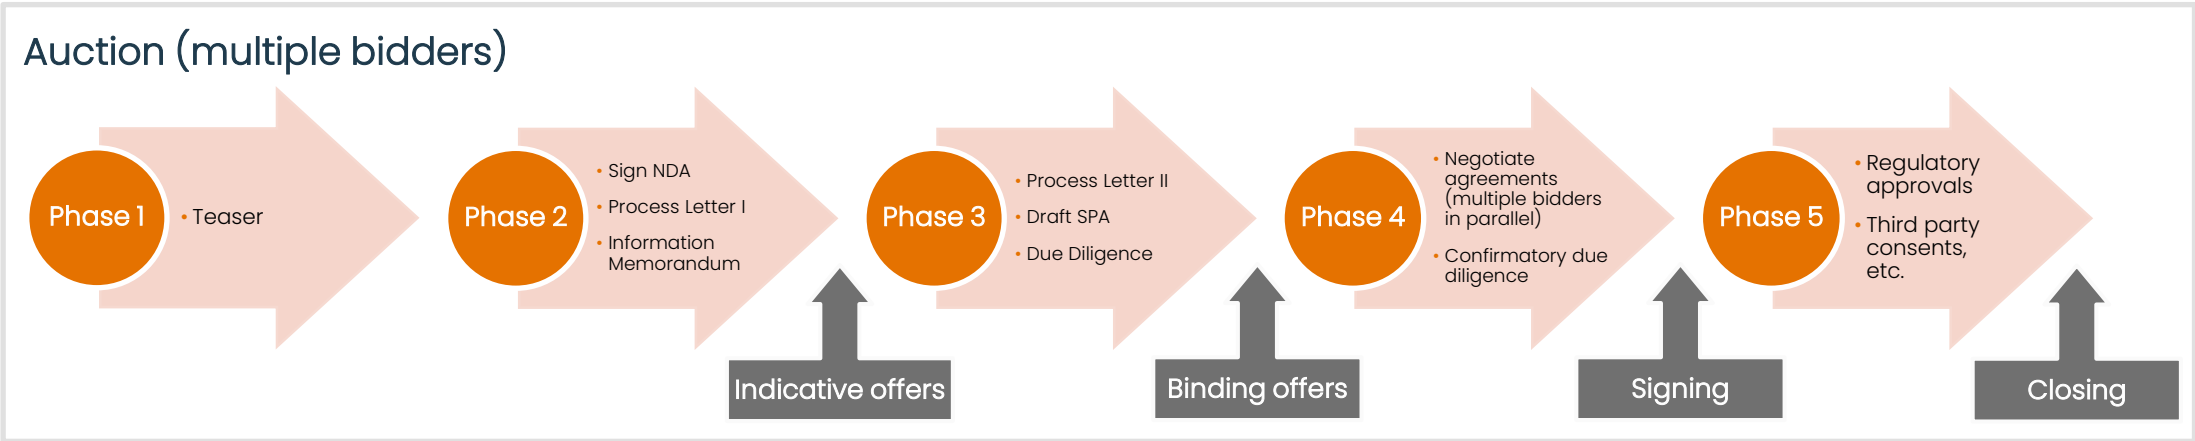 Auction (multiple bidders)
Phase 1
• Teaser
Phase 2
• Sign NDA
• Process Letter I
• Information
Memorandum
Indicative offers
Phase 3
• Process Letter II
• Draft SPA
• Due Diligence
Binding offers
Phase 4
• Negotiate
agreements
(multiple bidders
in parallel)
• Confirmatory due
diligence
Signing
Phase 5
• Regulatory
approvals
• Third party
consents,
etc.
Closing